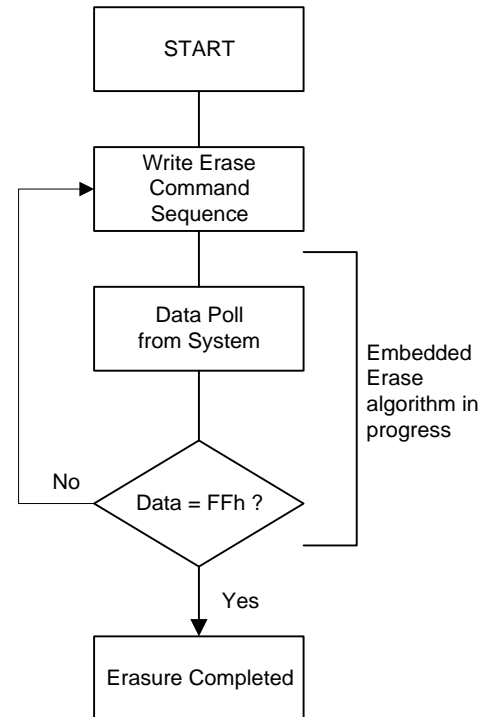 START
Write Erase
Command
Sequence
Data Poll
from System
Embedded
Erase
algorithm in
progress
No
Data = FFh ?
Yes
Erasure Completed